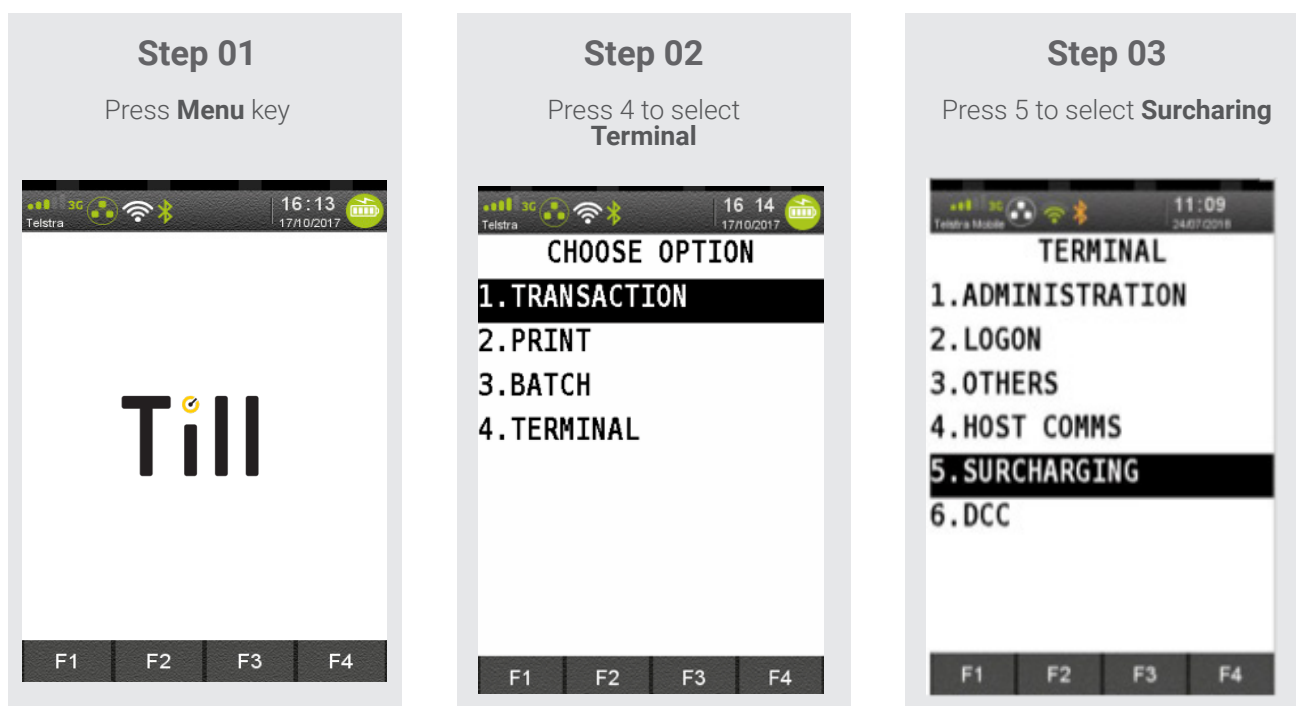 Step 01
Press Menu key
3G
Telstra
16:13
17/10/2017
Till
F1 F2 F3 F4
Step 02
Press 4 to select
Terminal
3G
Telstra
16 14
17/10/2017
CHOOSE OPTION
1.TRANSACTION
2.PRINT
3.BATCH
4.TERMINAL
F1 F2 F3 F4
Step 03
Press 5 to select Surcharing
3G
Telstra Mobile
11:09
24/07/2018
TERMINAL
1.ADMINISTRATION
2.LOGON
3.OTHERS
4.HOST COMMS
5.SURCHARGING
6.DCC
F1 F2 F3 F4